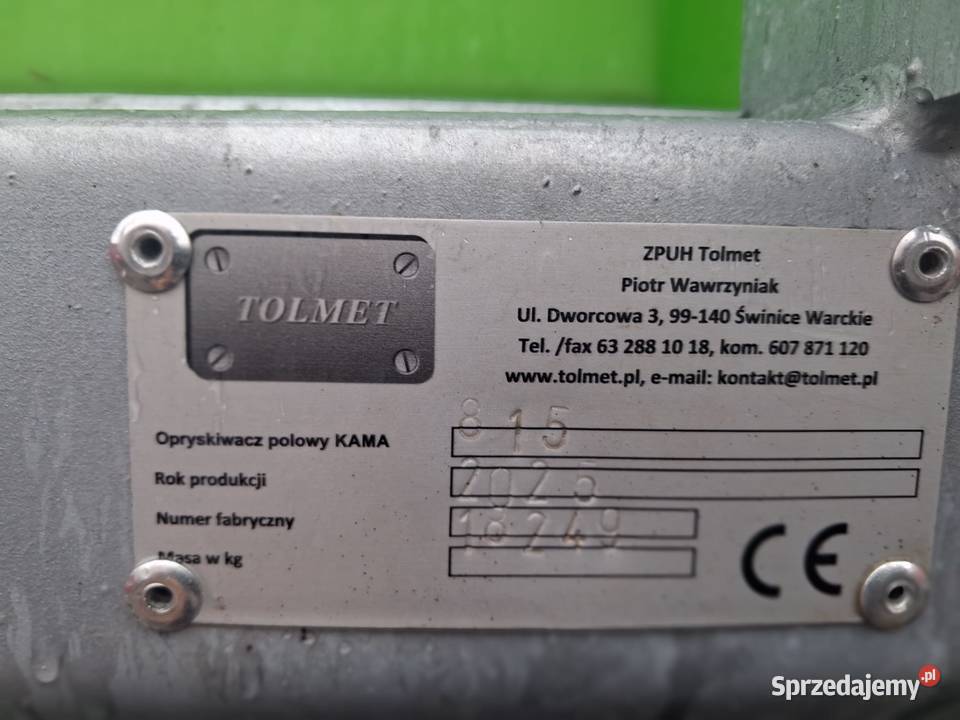 TOLMET
ZPUH Tolmet
Piotr Wawrzyniak
Ul. Dworcowa 3, 99-140 Świnice Warckie
Tel. /fax 63 288 10 18, kom. 607 871 120
www.tolmet.pl, e-mail: kontakt@tolmet.pl
Opryskiwacz polowy KAMA 815
Rok produkcji 2025
Numer fabryczny 18249
Masa w kg
CE
Sprzedajemy.pl